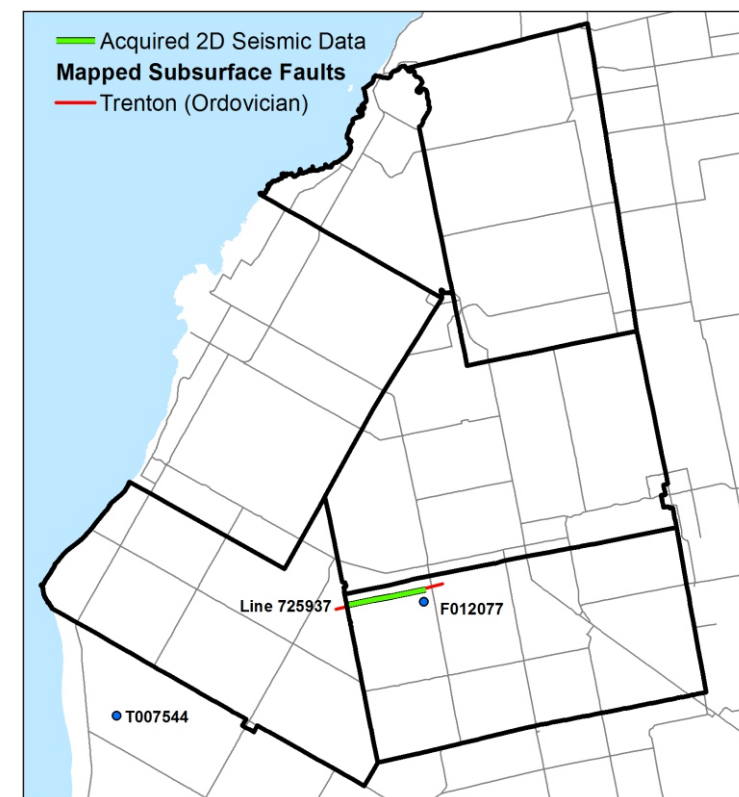 Acquired 2D Seismic Data
Mapped Subsurface Faults
Trenton (Ordovician)
Line 725937
F012077
T007544